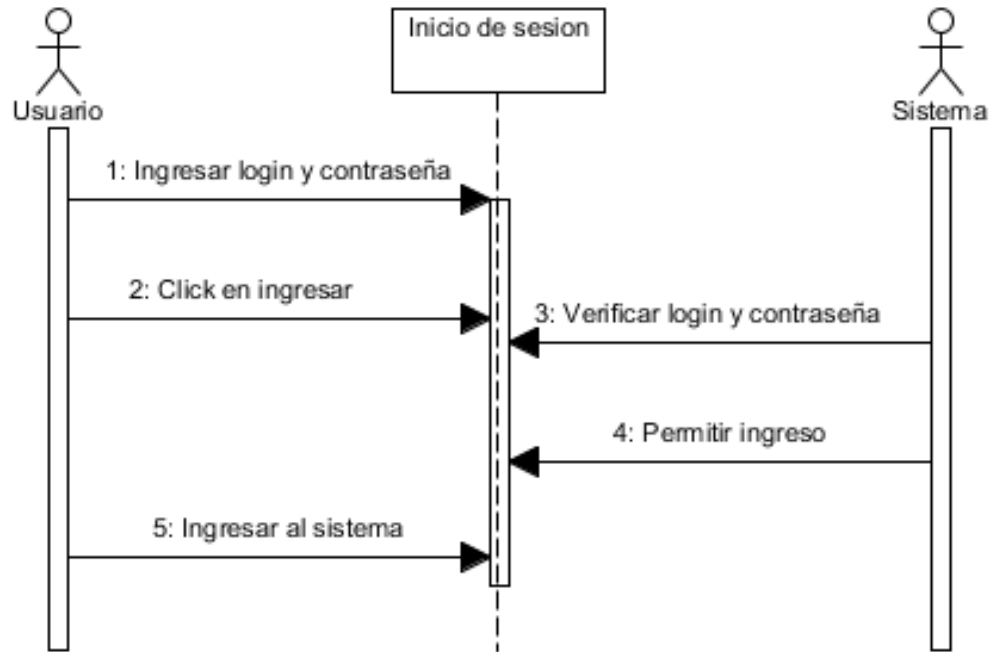 Inicio de sesion
Usuario
Sistema
1: Ingresar login y contraseña
2: Click en ingresar
3: Verificar login y contraseña
4: Permitir ingreso
5: Ingresar al sistema